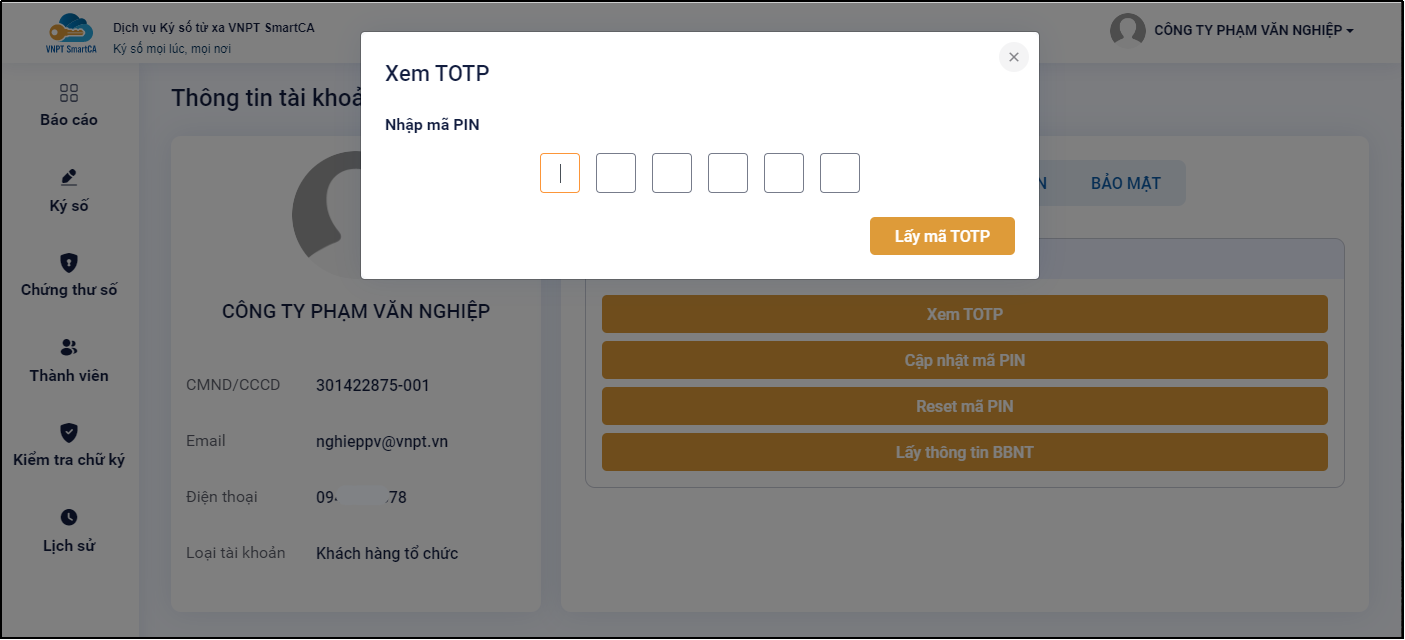 VNPT SmartCA
Dịch vụ Ký số từ xa VNPT SmartCA
Ký số mọi lúc, mọi nơi
CÔNG TY PHẠM VĂN NGHIỆP
Báo cáo
Ký số
Chứng thư số
Thành viên
Kiểm tra chữ ký
Lịch sử
Thông tin tài khoả
Xem TOTP
Nhập mã PIN
Lấy mã TOTP
N
BẢO MẬT
CÔNG TY PHẠM VĂN NGHIỆP
CMND/CCCD 301422875-001
Email nghieppv@vnpt.vn
Điện thoại 09 78
Loại tài khoản Khách hàng tổ chức
Xem TOTP
Cập nhật mã PIN
Reset mã PIN
Lấy thông tin BBNT